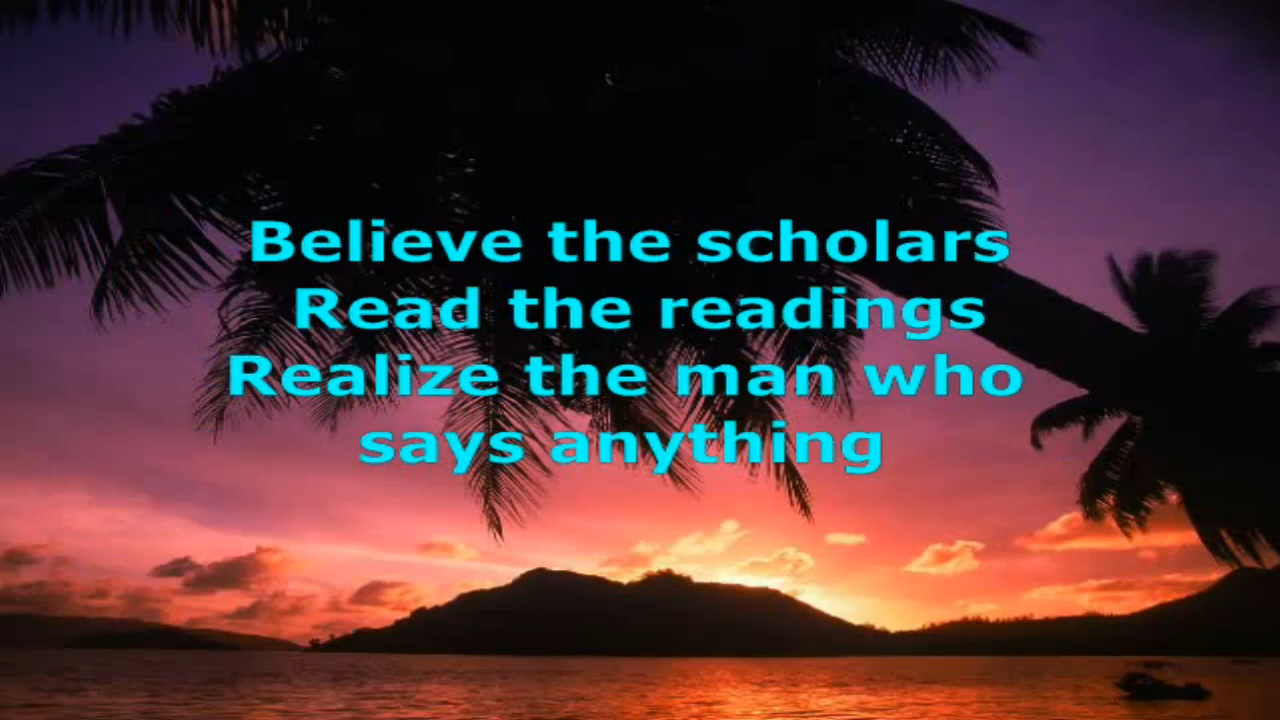 Believe the scholars
Read the readings
Realize the man who
says anything